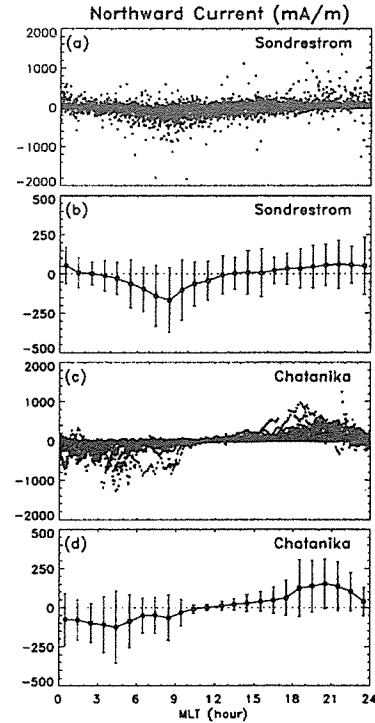 Northward Current (mA/m)
2000
(a)
Sondrestrom
1000
0
-1000
-2000
500
(b)
Sondrestrom
250
0
-250
-500
2000
(c)
Chatanika
1000
0
-1000
-2000
500
(d)
Chatanika
250
0
-250
-500
0 3 6 9 12 15 18 21 24
MLT (hour)